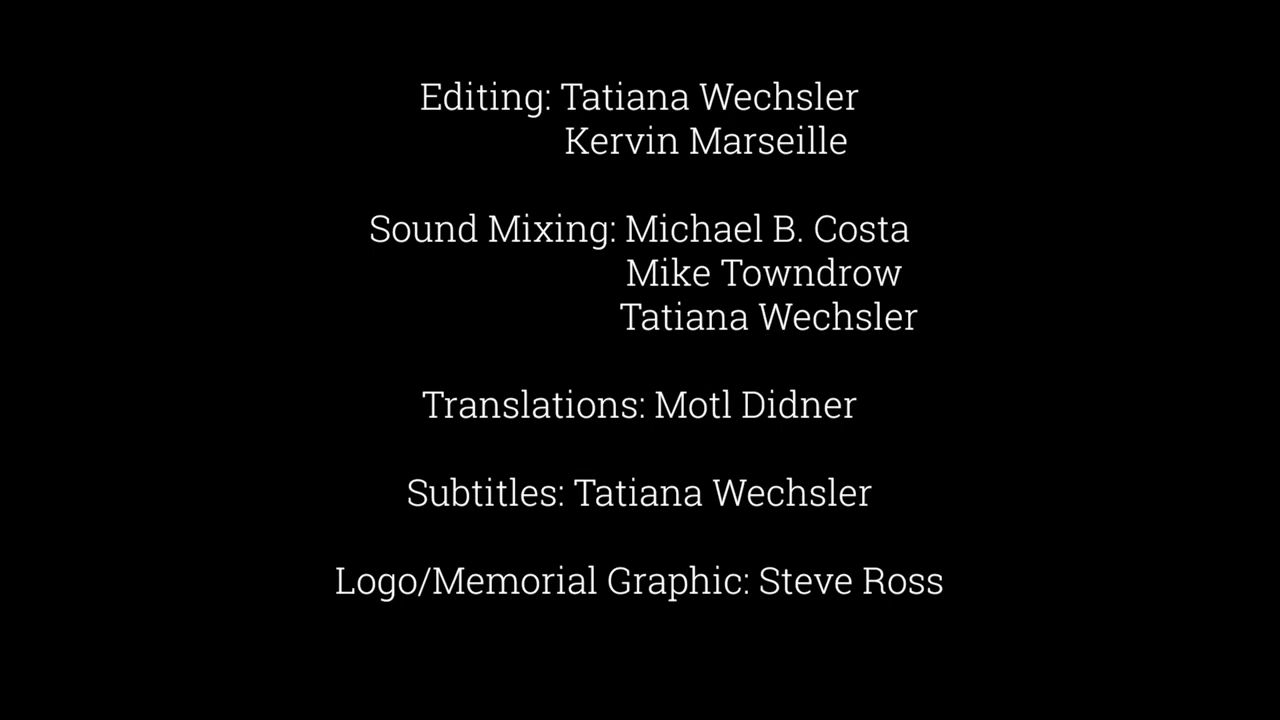 Editing: Tatiana Wechsler
Kervin Marseille
Sound Mixing: Michael B. Costa
Mike Towndrow
Tatiana Wechsler
Translations: Motl Didner
Subtitles: Tatiana Wechsler
Logo/Memorial Graphic: Steve Ross